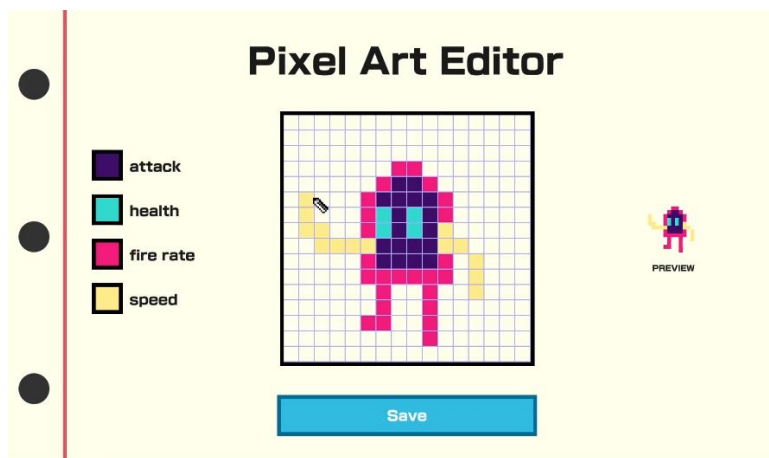 Pixel Art Editor
attack
health
fire rate
speed
PREVIEW
Save